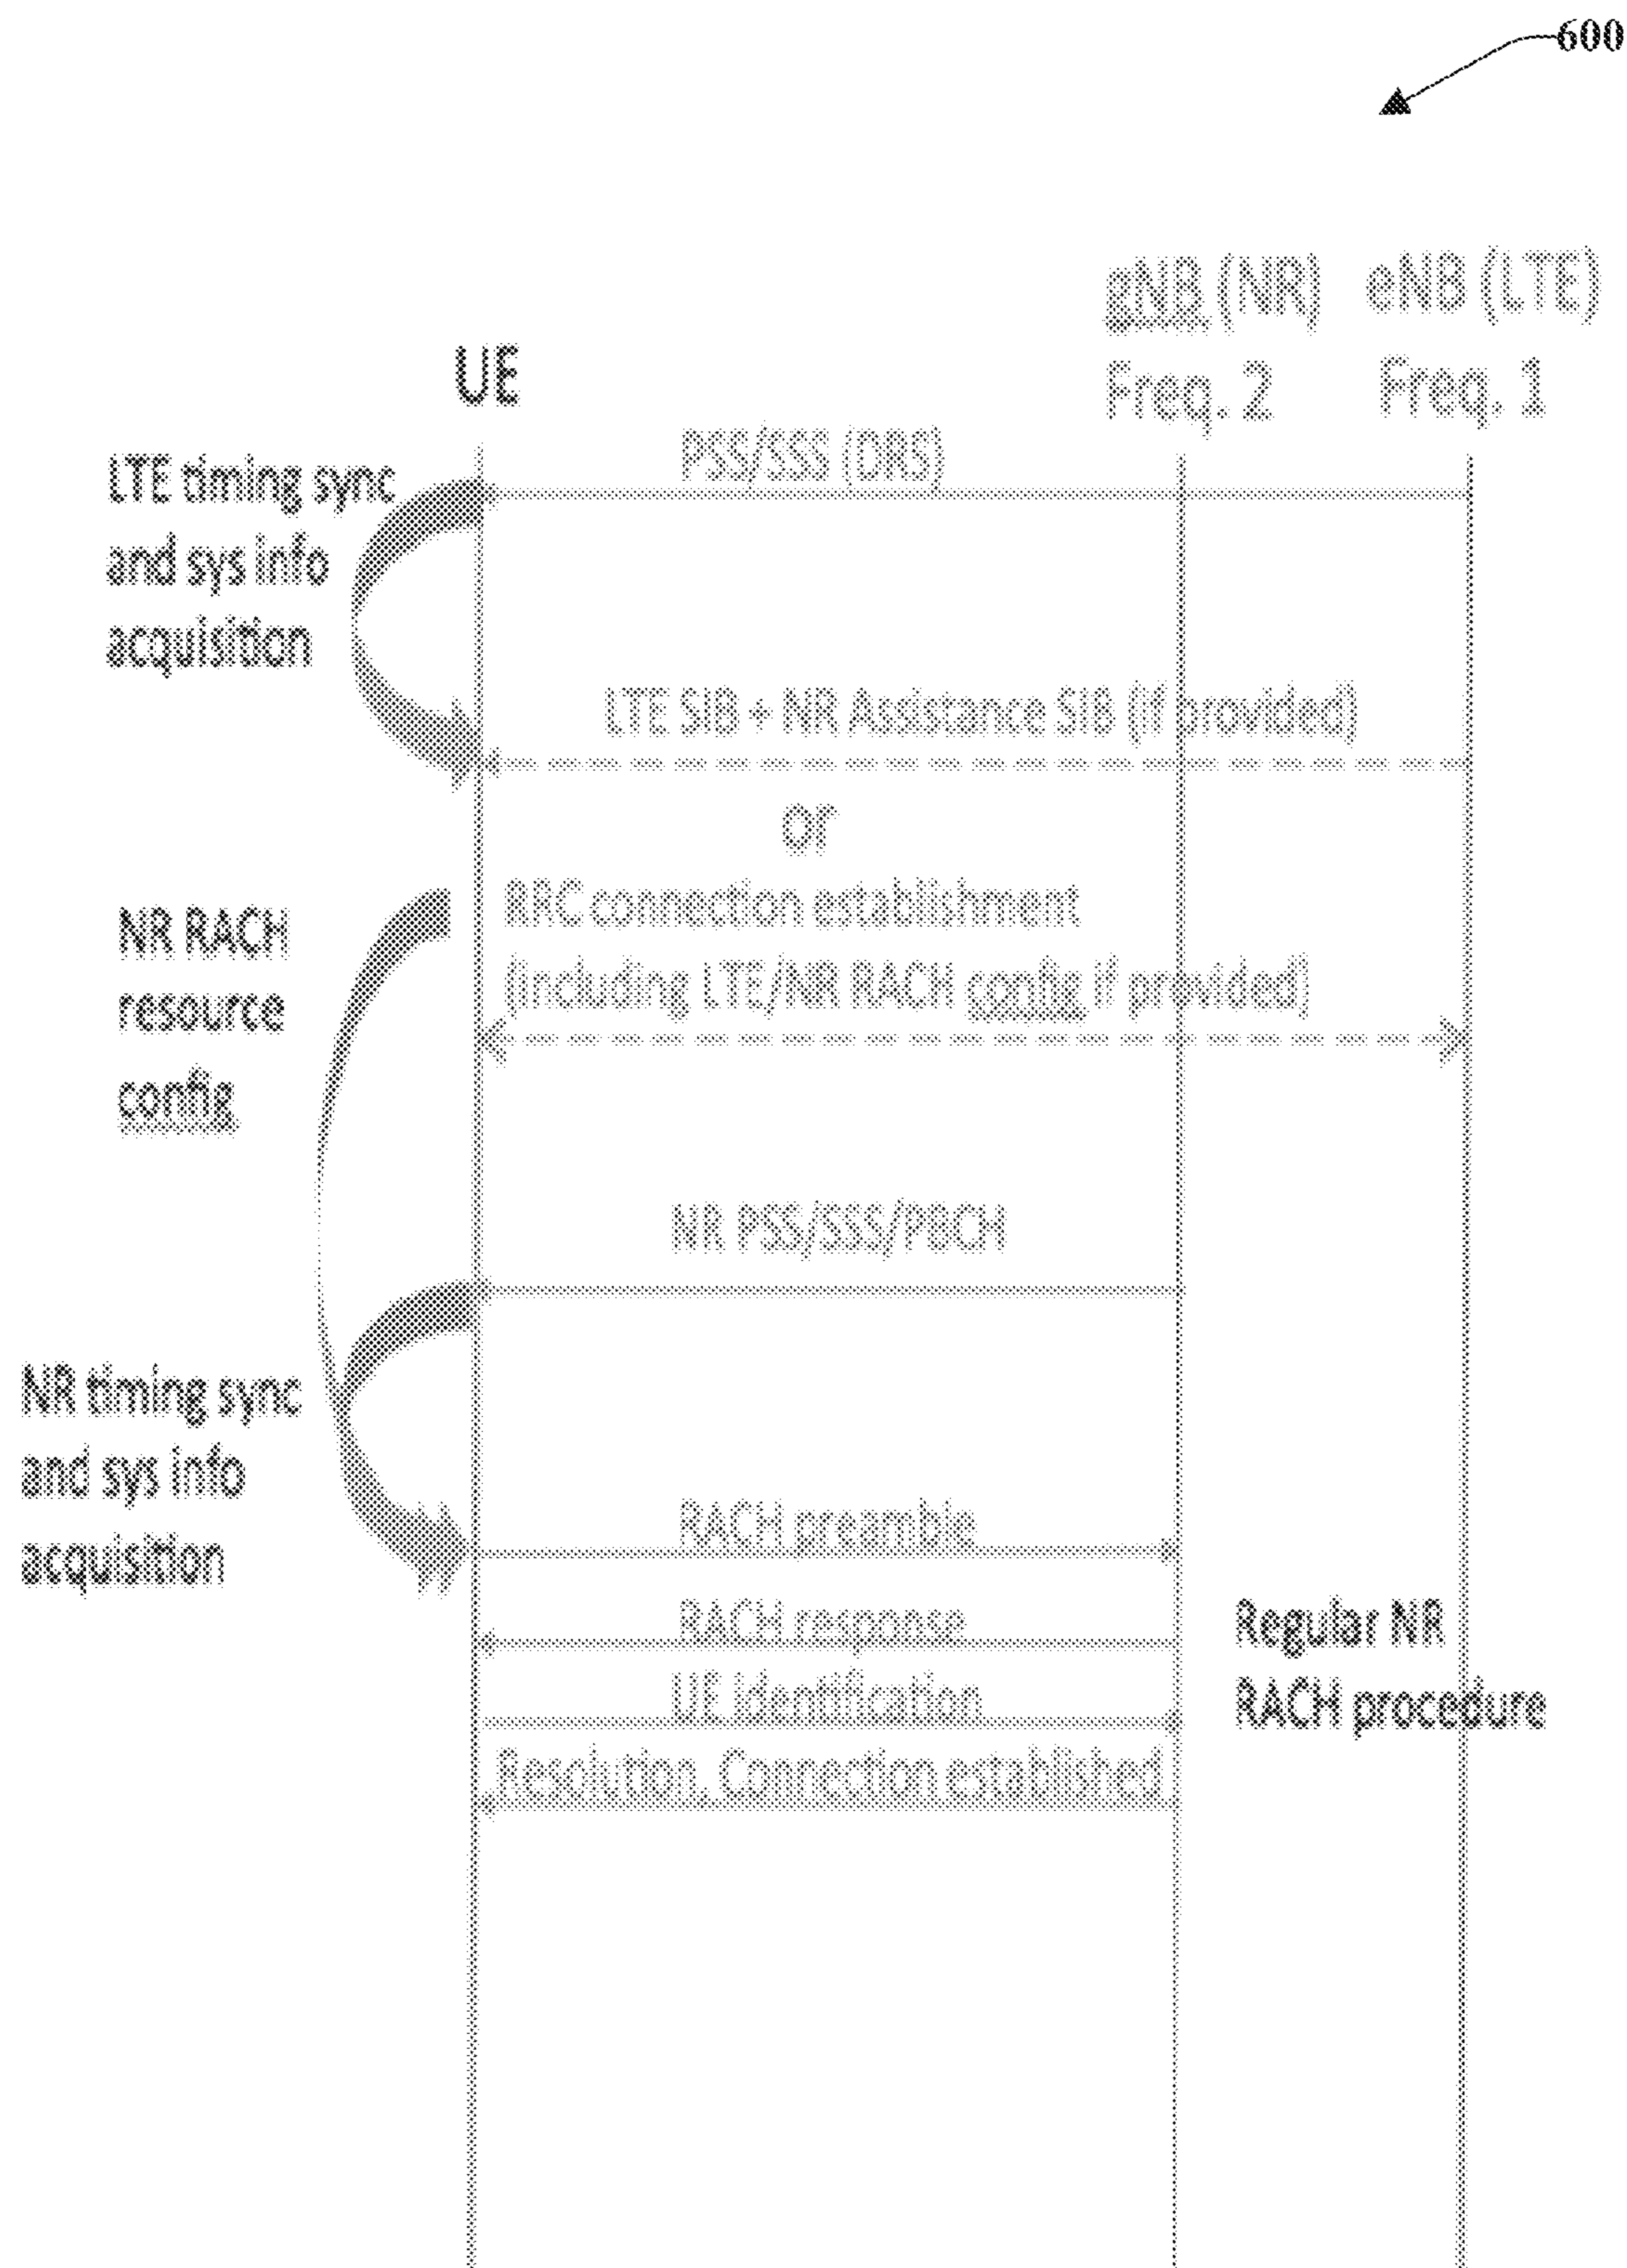 600
gNB (NR)
eNB (LTE)
UE
Freq. 2
Freq. 1
PSS/SSS (DRS)
LTE timing sync
and sys info
acquisition
LTE SIB + NR Assistance SIB (if provided)
or
RRC connection establishment
(including LTE/NR RACH config if provided)
NR RACH
resource
config
NR PSS/SSS/PBCH
NR timing sync
and sys info
acquisition
RACH preamble
RACH response
UE identification
Resolution, Connection established
Regular NR
RACH procedure